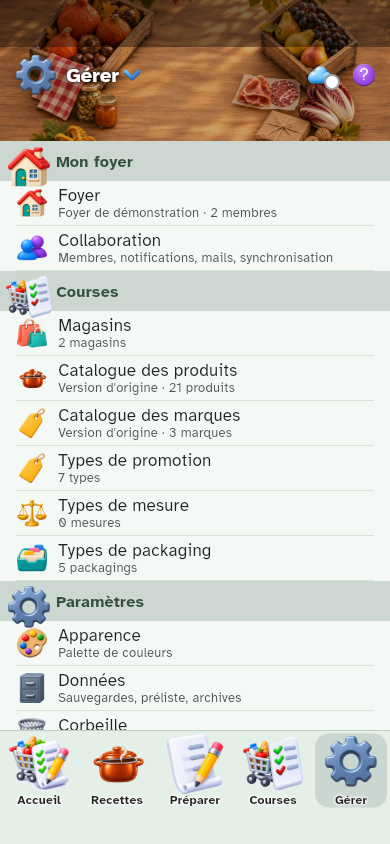 Gérer
?
Mon foyer
Foyer
Foyer de démonstration · 2 membres
Collaboration
Membres, notifications, mails, synchronisation
Courses
Magasins
2 magasins
Catalogue des produits
Version d'origine · 21 produits
Catalogue des marques
Version d'origine · 3 marques
Types de promotion
7 types
Types de mesure
0 mesures
Types de packaging
5 packagings
Paramètres
Apparence
Palette de couleurs
Données
Sauvegardes, préliste, archives
Corbeille
Accueil
Recettes
Préparer
Courses
Gérer